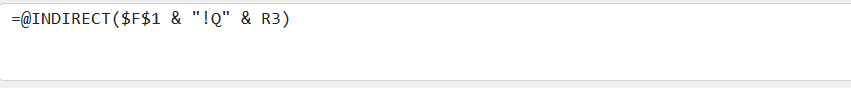 =@INDIRECT($F$1 & "!Q" & R3)